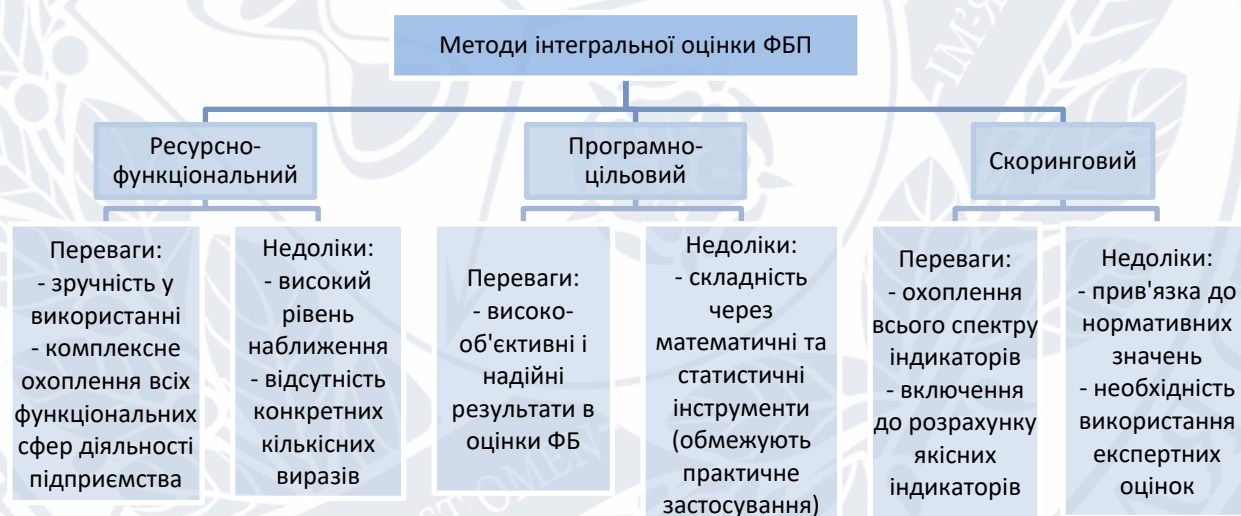 Методи інтегральної оцінки ФБП
Ресурсно-
функціональний
Програмно-
цільовий
Скоринговий
Переваги:
- зручність у
використанні
- комплексне
охоплення всіх
функціональних
сфер діяльності
підприємства
Недоліки:
- високий
рівень
наближення
- відсутність
конкретних
кількісних
виразів
Переваги:
- високо-
об'єктивні і
надійні
результати в
оцінки ФБ
Недоліки:
- складність
через
математичні та
статистичні
інструменти
(обмежують
практичне
застосування)
Переваги:
- охоплення
всього спектру
індикаторів
- включення
до розрахунку
якісних
індикаторів
Недоліки:
- прив'язка до
нормативних
значень
- необхідність
використання
експертних
оцінок
ІМ'Я
ST OMEN